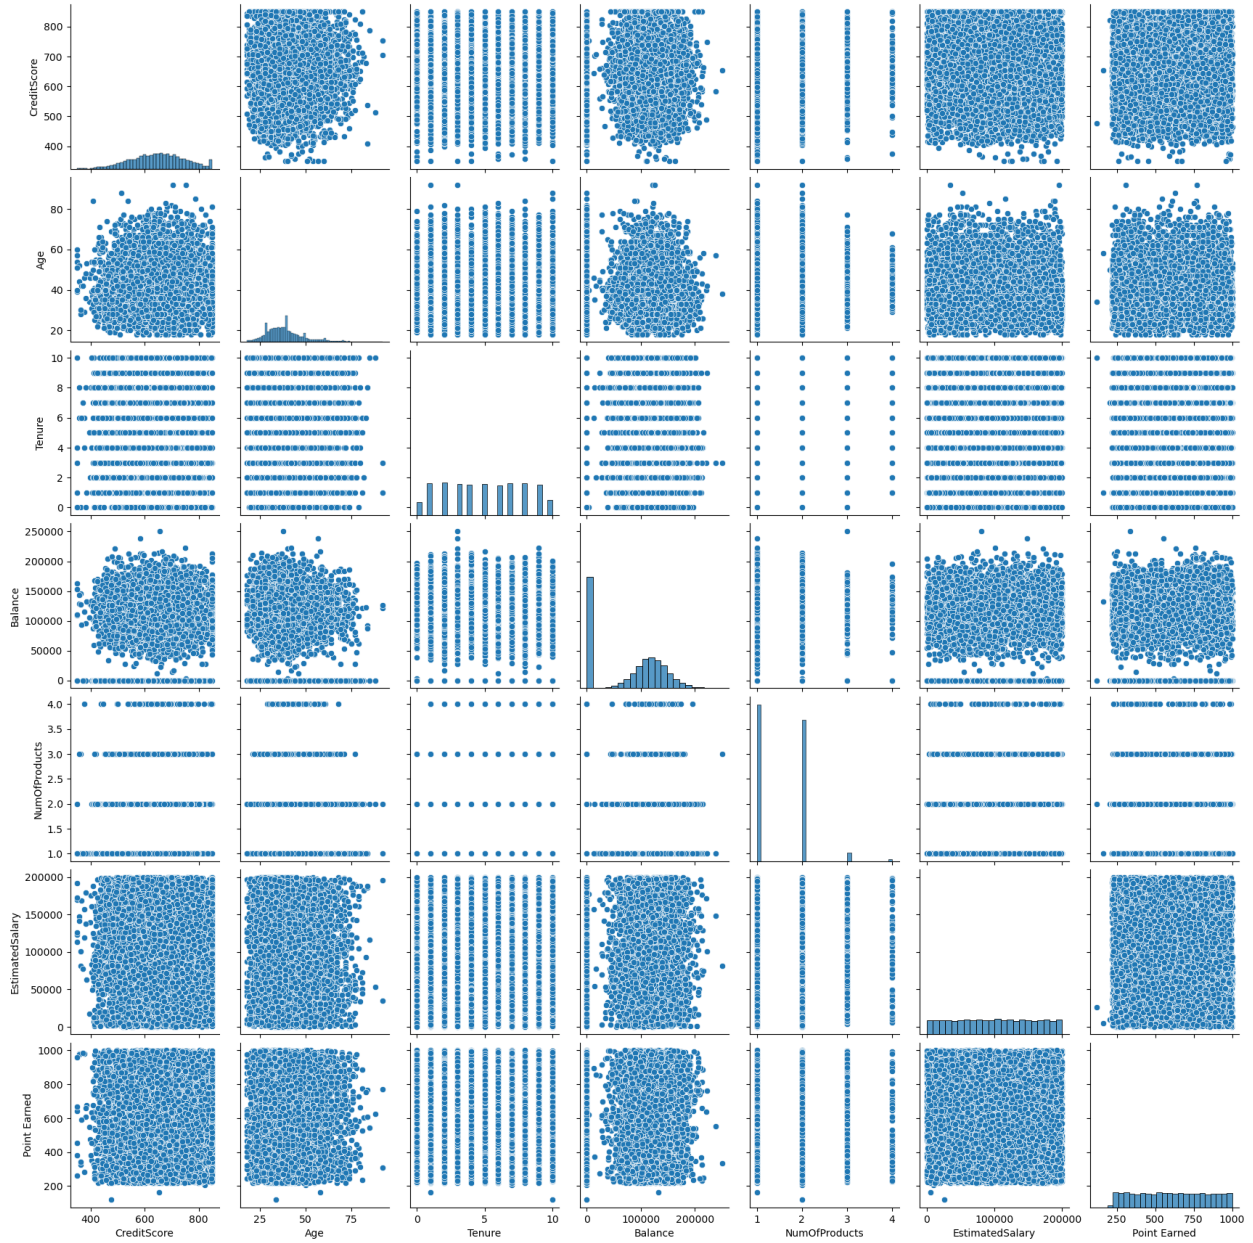 800
700
600
500
400
CreditScore
80
60
40
20
Age
10
8
6
4
2
0
Tenure
250000
200000
150000
100000
50000
0
Balance
4.0
3.5
3.0
2.5
2.0
1.5
1.0
NumOfProducts
200000
150000
100000
50000
0
EstimatedSalary
1000
800
600
400
200
Point Earned
400 600 800
25 50 75
0 5 10
0 100000 200000
1 2 3 4
0 100000 200000
250 500 750 1000
CreditScore
Age
Tenure
Balance
NumOfProducts
EstimatedSalary
Point Earned